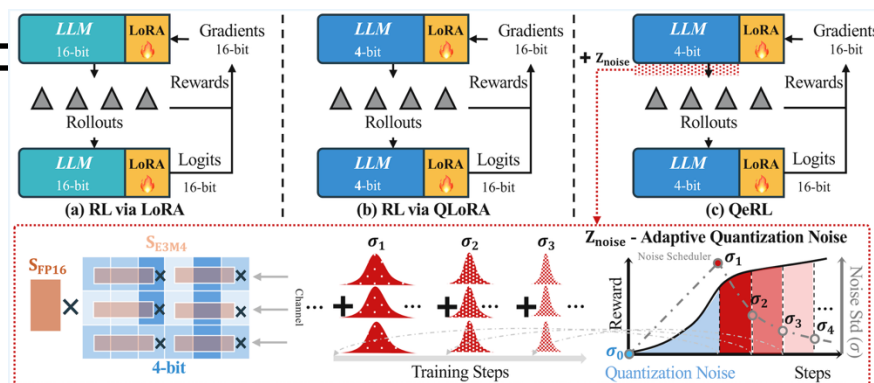 LLM
16-bit
LoRA
Gradients
16-bit
Rewards
Rollouts
LLM
16-bit
LoRA
Logits
16-bit
(a) RL via LoRA
LLM
4-bit
LoRA
Gradients
16-bit
Rewards
Rollouts
LLM
4-bit
LoRA
Logits
16-bit
(b) RL via QLoRA
+ Znoise
LLM
4-bit
LoRA
Gradients
16-bit
Rewards
Rollouts
LLM
4-bit
LoRA
Logits
16-bit
(c) QeRL
SFP16
×
SE3M4
4-bit
Channel
σ1
σ2
σ3
... + + + ...
... + + + ...
Training Steps
Znoise - Adaptive Quantization Noise
Noise Scheduler
σ1
σ2
σ3
σ4
...
σ0
Reward
Noise Std (σ)
Quantization Noise
Steps